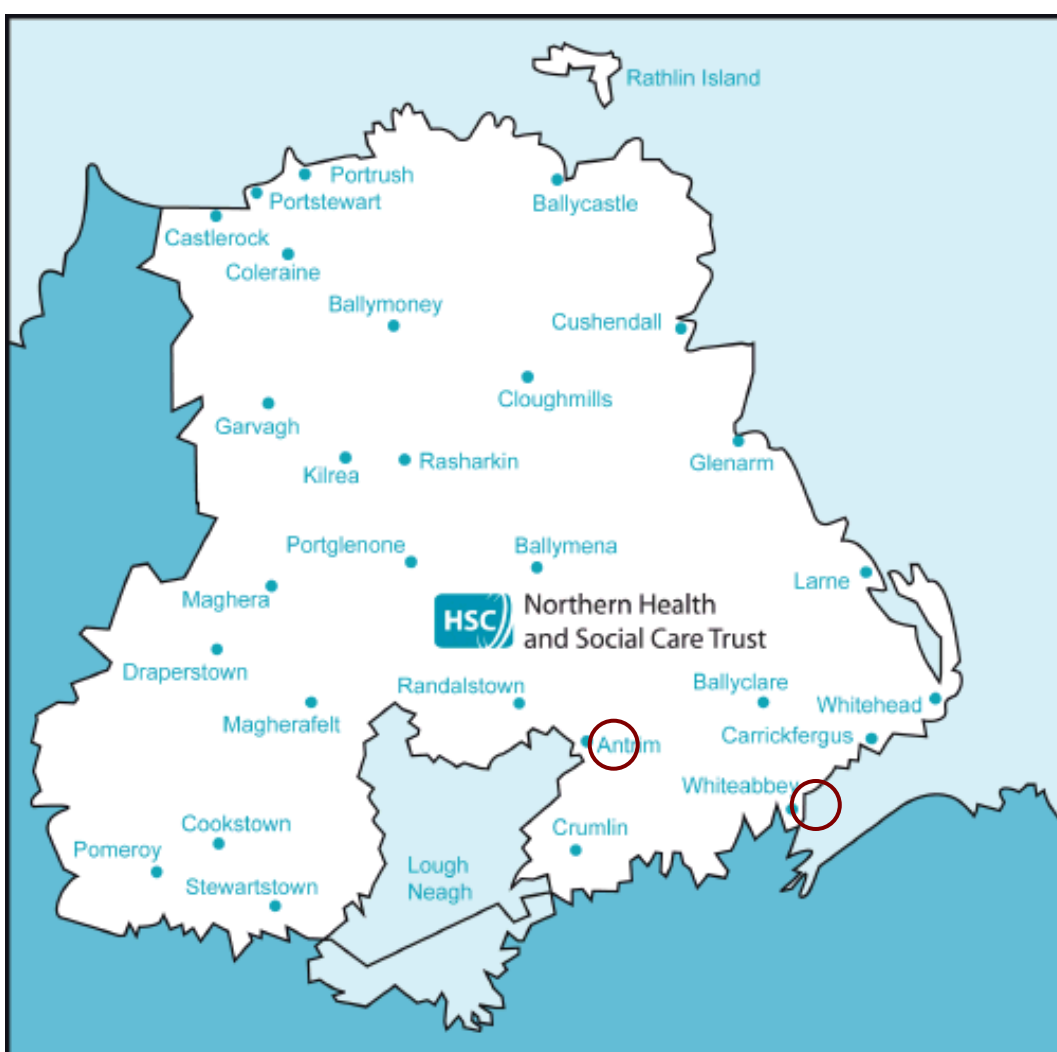 Rathlin Island
Portrush
Portstewart
Ballycastle
Castlerock
Coleraine
Ballymoney
Cushendall
Cloughmills
Garvagh
Glenarm
Kilrea
Rasharkin
Portglenone
Ballymena
Larne
Maghera
HSC
Northern Health
and Social Care Trust
Draperstown
Randalstown
Ballyclare
Whitehead
Magherafelt
Antrim
Carrickfergus
Whiteabbey
Cookstown
Crumlin
Pomeroy
Stewartstown
Lough
Neagh